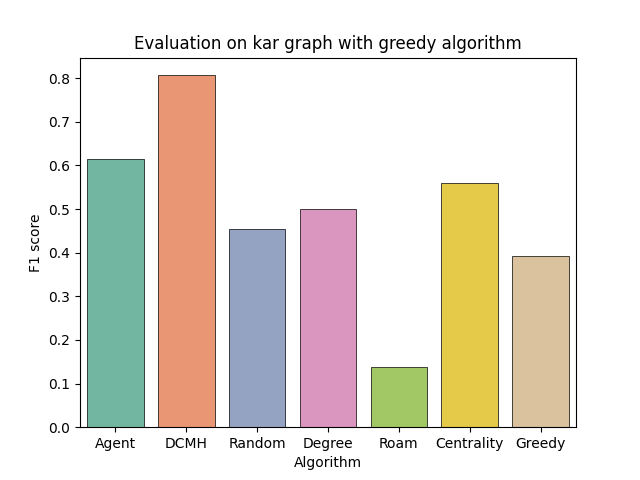 Evaluation on kar graph with greedy algorithm
F1 score
0.8
0.7
0.6
0.5
0.4
0.3
0.2
0.1
0.0
Agent DCMH Random Degree Roam Centrality Greedy
Algorithm